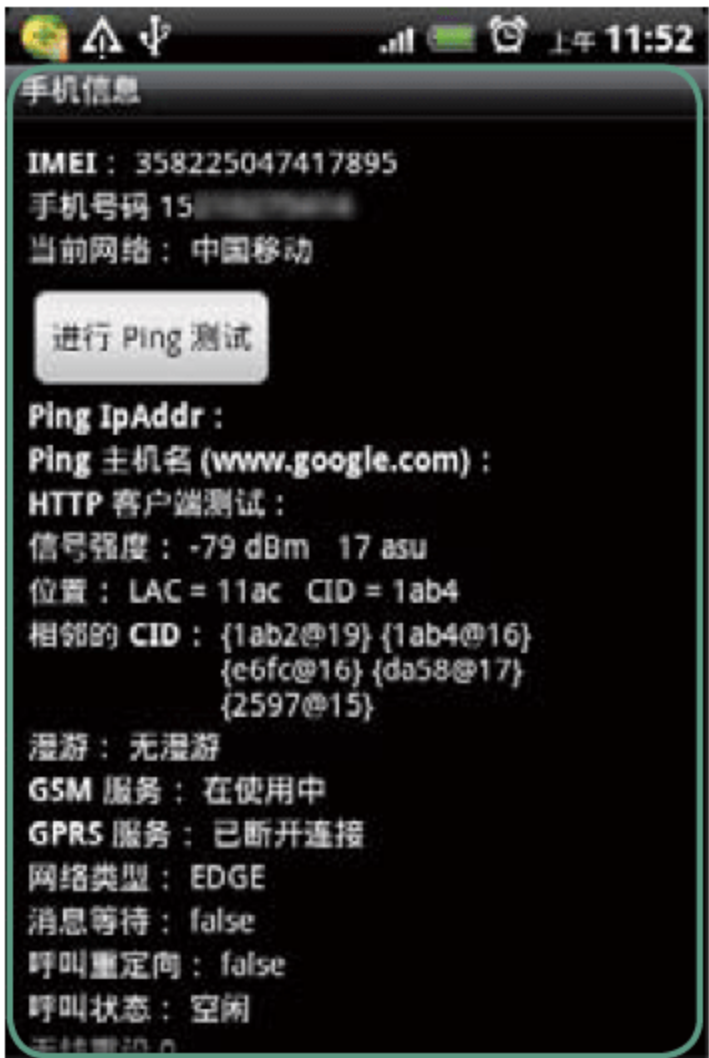 上午 11:52
手机信息
IMEI： 358225047417895
手机号码 15
当前网络： 中国移动
进行 Ping 测试
Ping IpAddr：
Ping 主机名 (www.google.com)：
HTTP 客户端测试：
信号强度： -79 dBm 17 asu
位置： LAC = 11ac CID = 1ab4
相邻的 CID： {1ab2@19} {1ab4@16}
{e6fc@16} {da58@17}
{2597@15}
漫游： 无漫游
GSM 服务： 在使用中
GPRS 服务： 已断开连接
网络类型： EDGE
消息等待： false
呼叫重定向： false
呼叫状态： 空闲